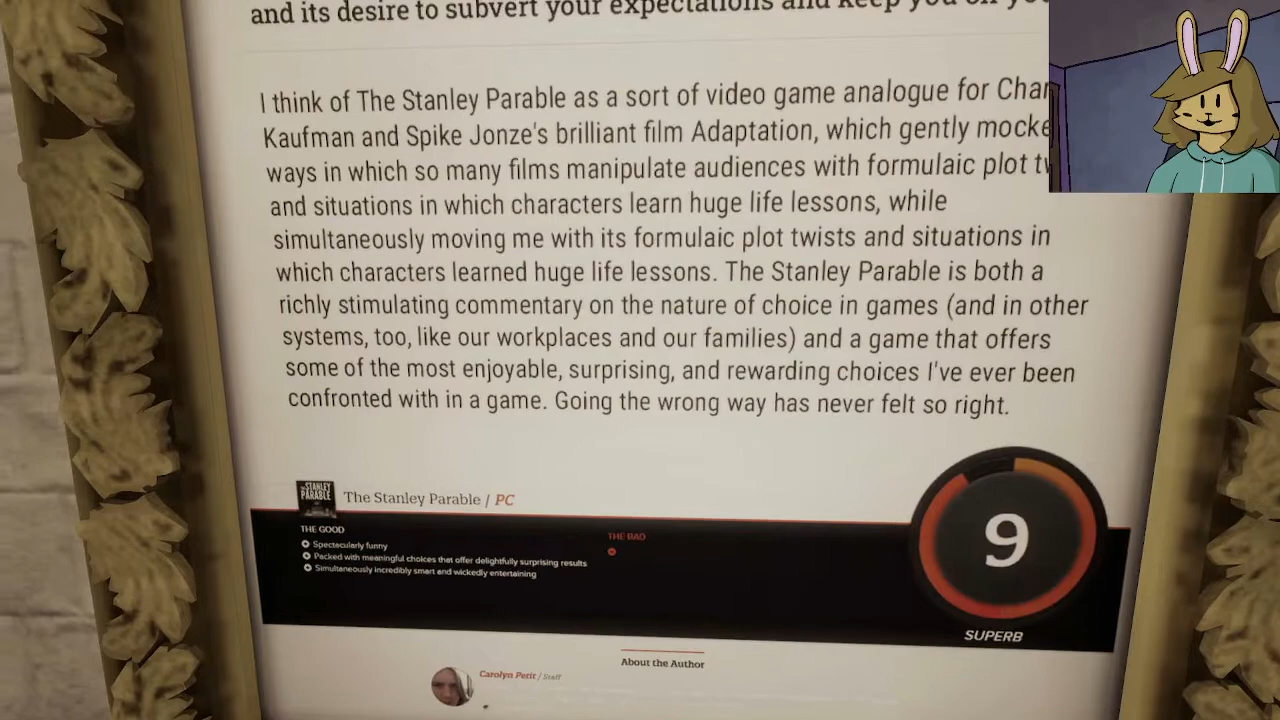 and its desire to subvert your expectations and keep you on
I think of The Stanley Parable as a sort of video game analogue for
Kaufman and Spike Jonze's brilliant film Adaptation, which gently
ways in which so many films manipulate audiences with formulaic plot
and situations in which characters learn huge life lessons, while
simultaneously moving me with its formulaic plot twists and situations in
which characters learned huge life lessons. The Stanley Parable is both a
richly stimulating commentary on the nature of choice in games (and in other
systems, too, like our workplaces and our families) and a game that offers
some of the most enjoyable, surprising, and rewarding choices I've ever been
confronted with in a game. Going the wrong way has never felt so right.
THE STANLEY PARABLE
The Stanley Parable / PC
THE GOOD
Spectacularly funny
Packed with meaningful choices that offer delightfully surprising results
Simultaneously incredibly smart and wickedly entertaining
THE BAD
9
SUPERB
About the Author
Carolyn Petit / Staff